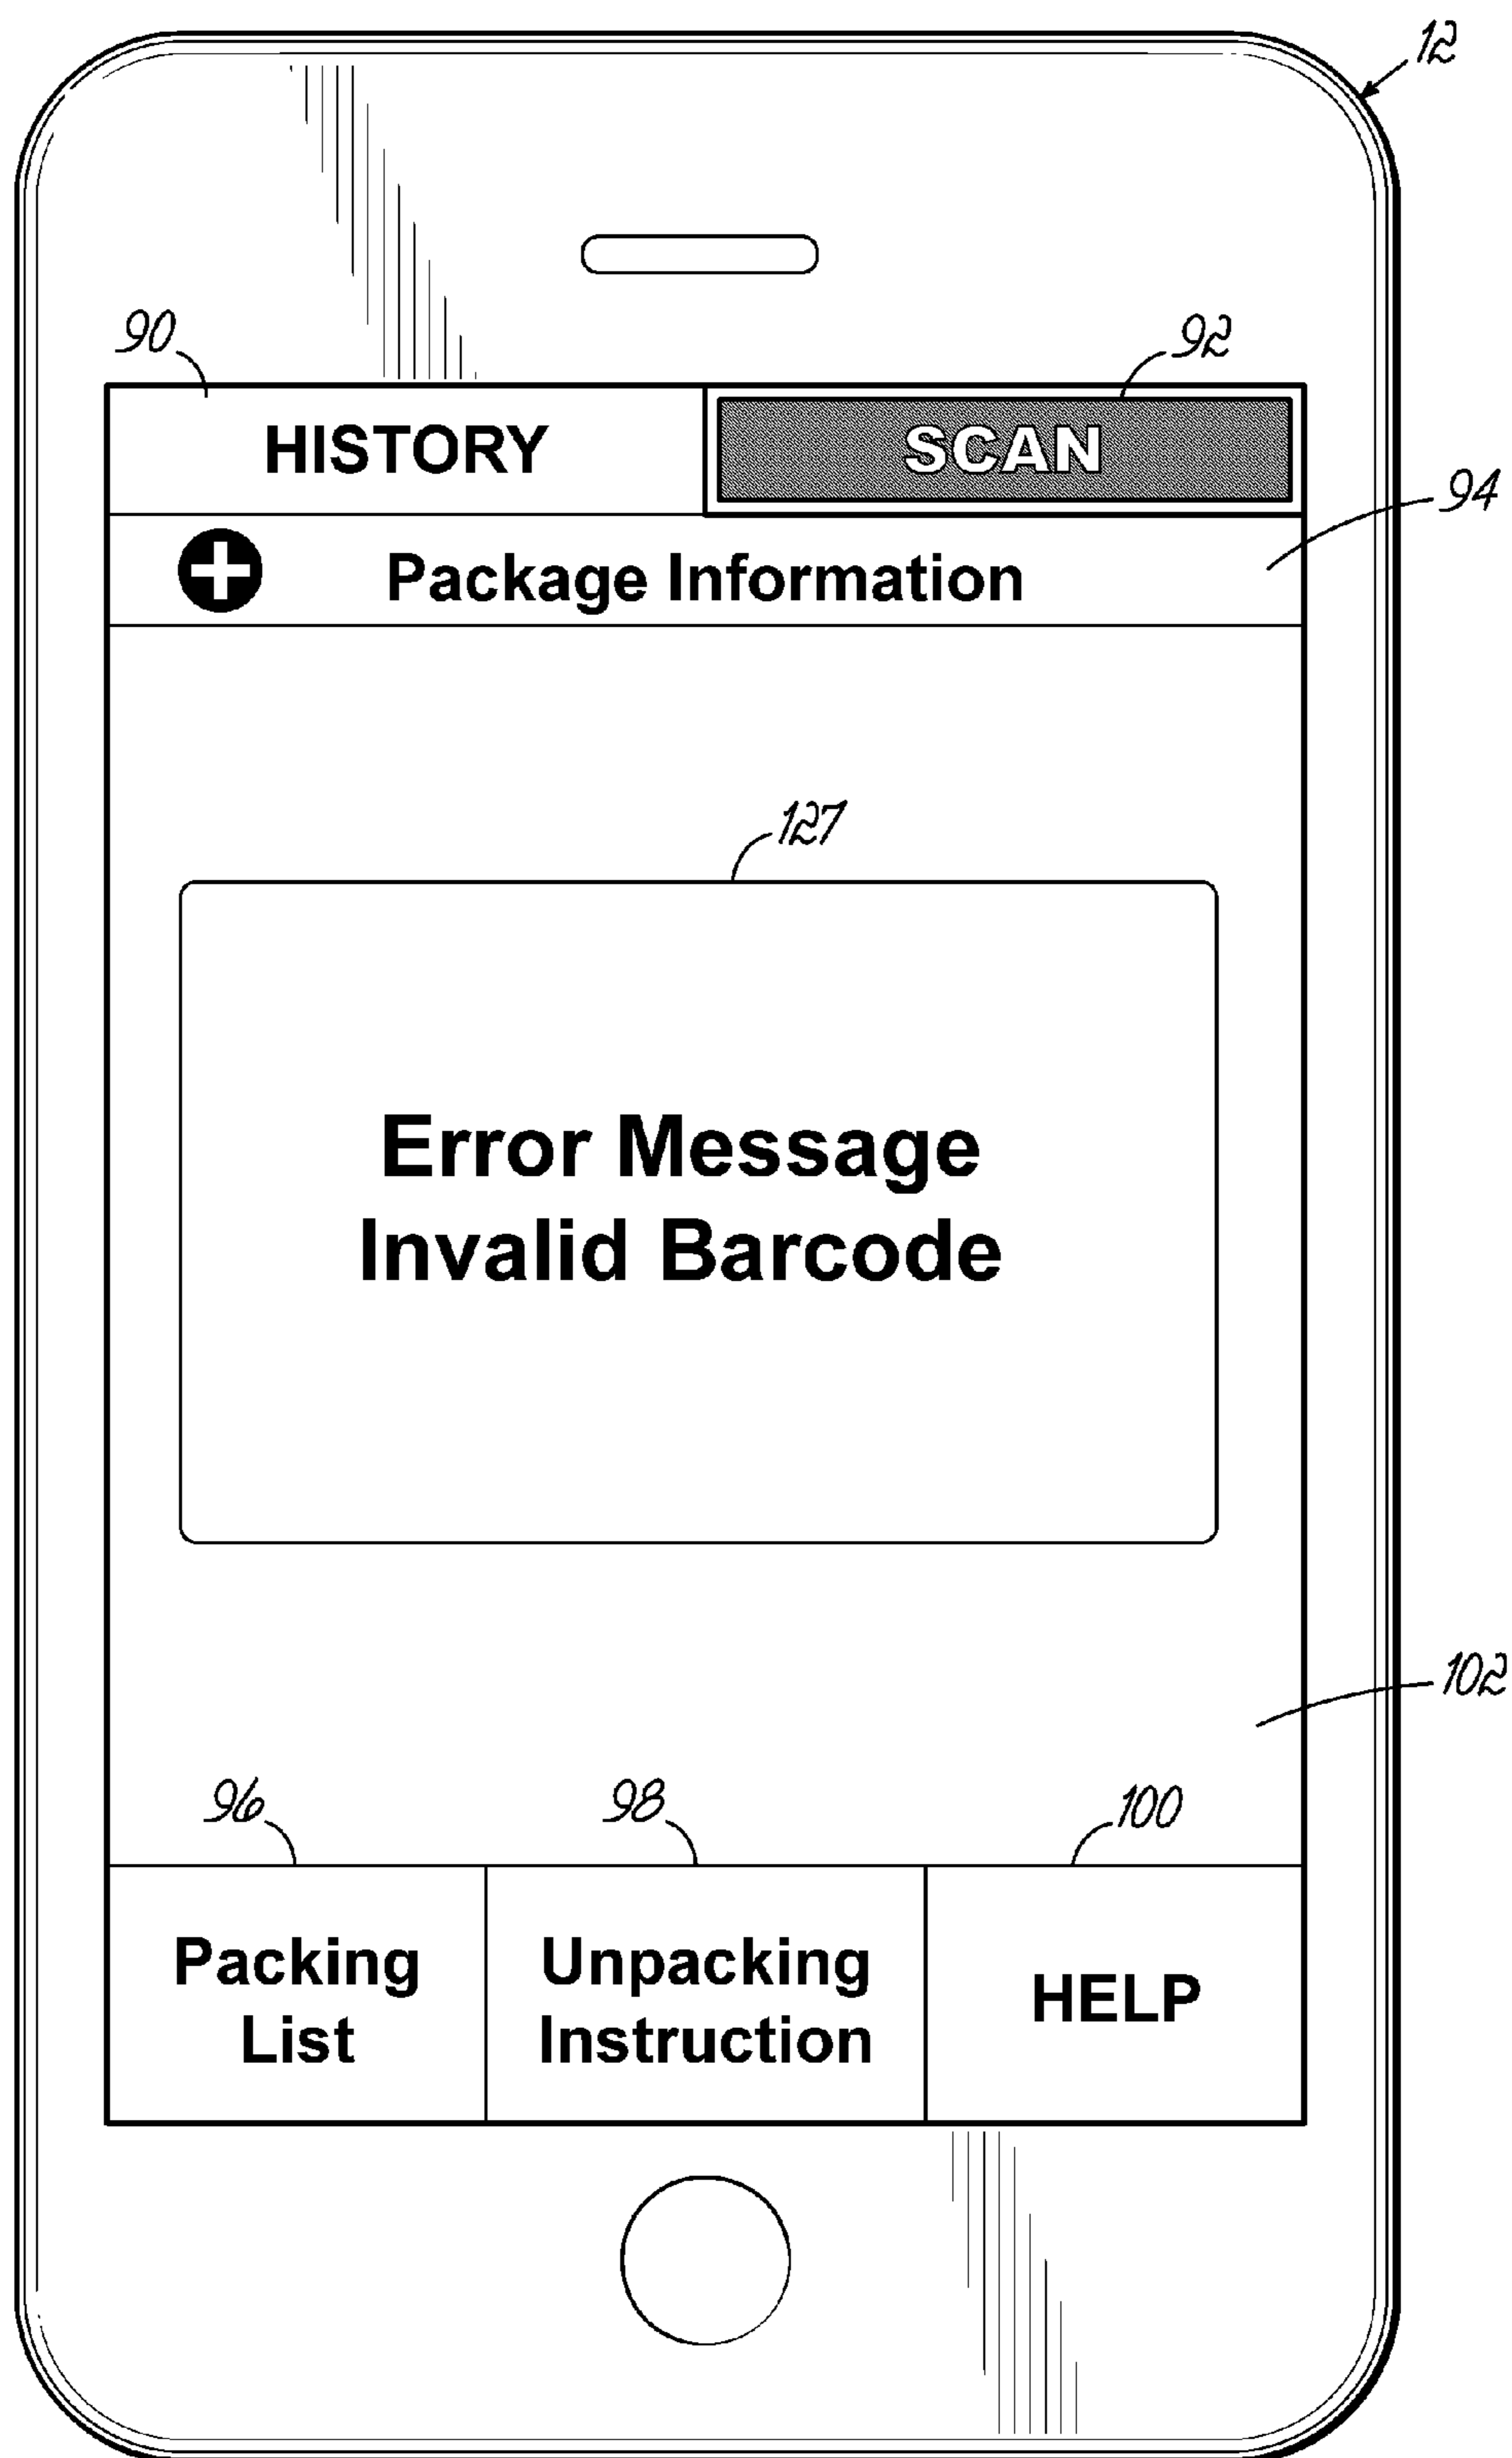 12
90
92
HISTORY
SCAN
94
Package Information
127
Error Message
Invalid Barcode
102
96
98
100
Packing
List
Unpacking
Instruction
HELP